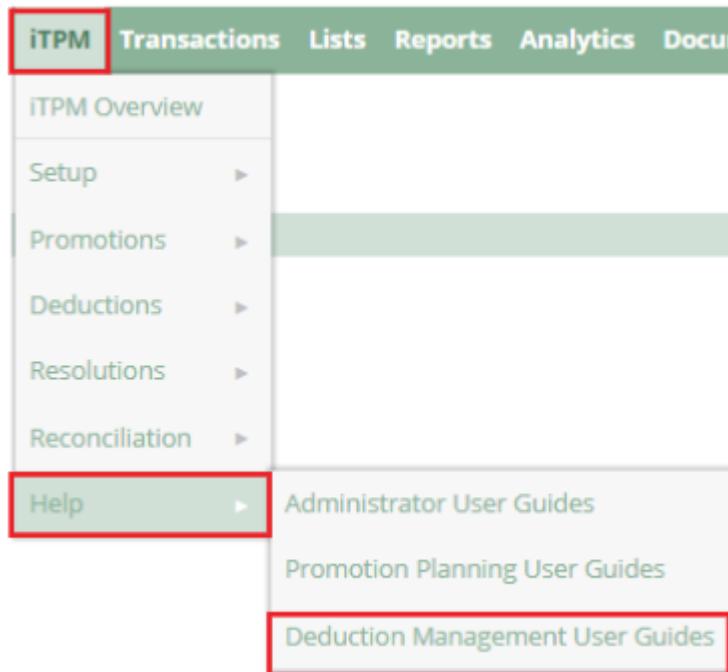 iTPM Transactions Lists Reports Analytics Docu
iTPM Overview
Setup
Promotions
Deductions
Resolutions
Reconciliation
Help
Administrator User Guides
Promotion Planning User Guides
Deduction Management User Guides